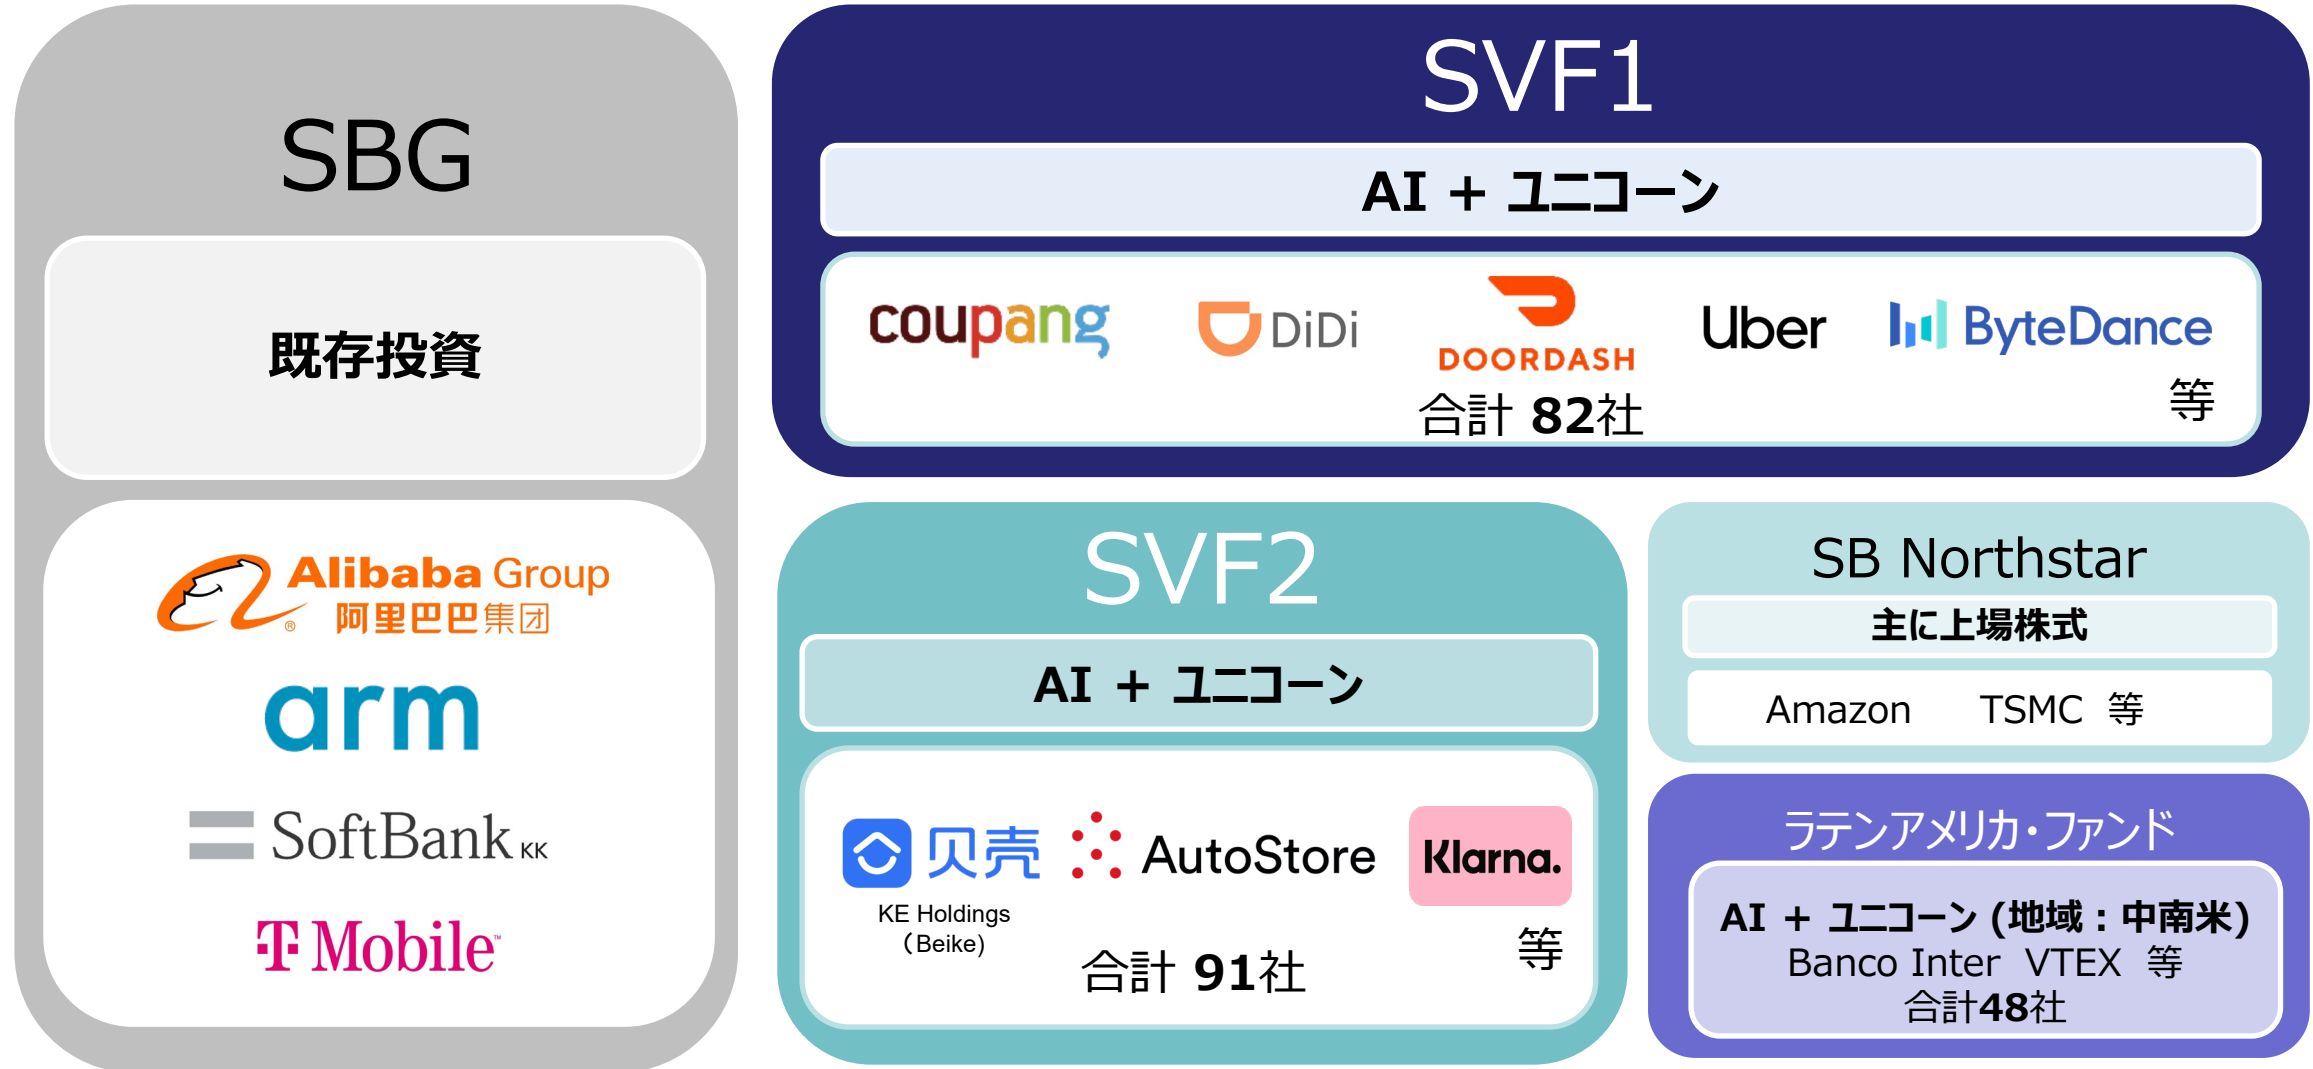 SBG
既存投資
Alibaba Group
阿里巴巴集团
®
arm
SoftBank KK
T Mobile™
SVF1
AI + ユニコーン
coupang
DiDi
DOORDASH
Uber
ByteDance
等
合計 82社
SVF2
AI + ユニコーン
贝壳
KE Holdings
（Beike)
AutoStore
Klarna.
等
合計 91社
SB Northstar
主に上場株式
Amazon TSMC 等
ラテンアメリカ・ファンド
AI + ユニコーン (地域：中南米)
Banco Inter VTEX 等
合計48社